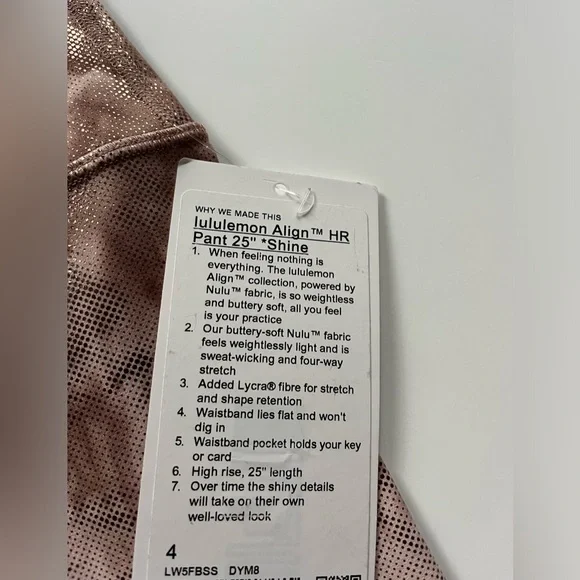 WHY WE MADE THIS
lululemon Align™ HR
Pant 25" *Shine
1. When feeling nothing is
everything. The lululemon
Align™ collection, powered by
Nulu™ fabric, is so weightless
and buttery soft, all you feel
is your practice
2. Our buttery-soft Nulu™ fabric
feels weightlessly light and is
sweat-wicking and four-way
stretch
3. Added Lycra® fibre for stretch
and shape retention
4. Waistband lies flat and won't
dig in
5. Waistband pocket holds your key
or card
6. High rise, 25" length
7. Over time the shiny details
will take on their own
well-loved look
4
LW5FBSS DYM8